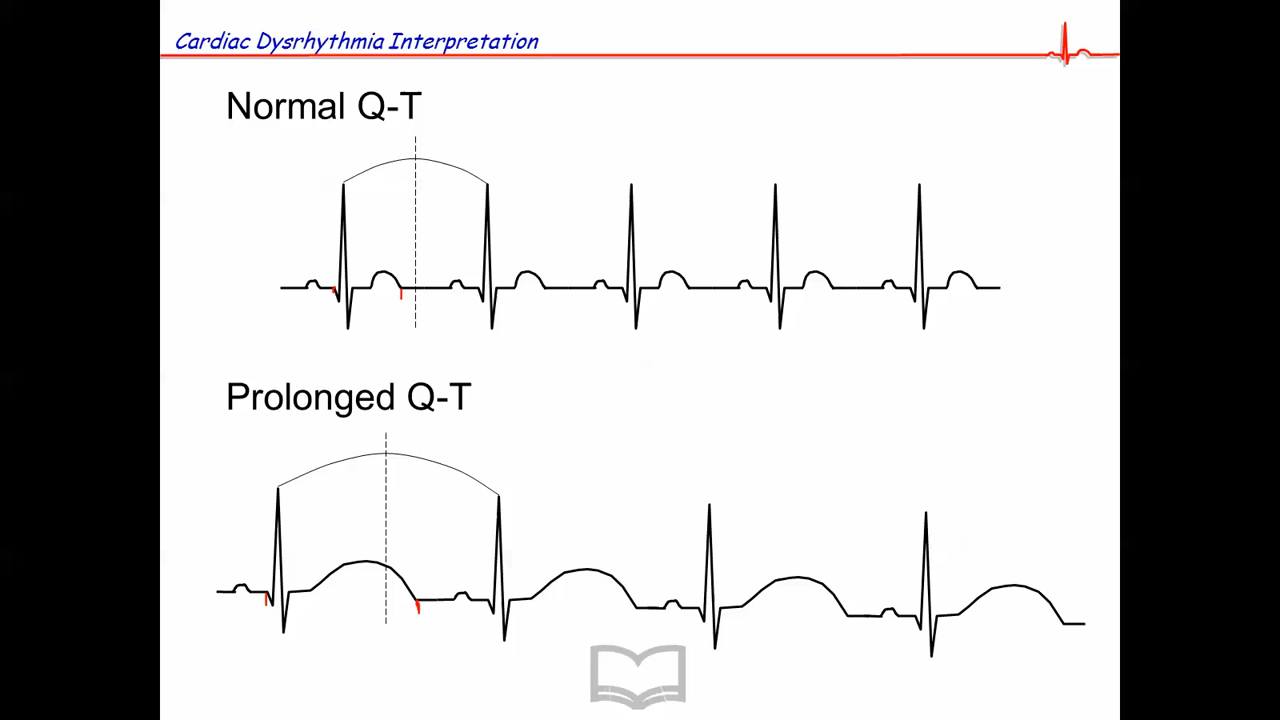 Cardiac Dysrhythmia Interpretation
Normal Q-T
Prolonged Q-T